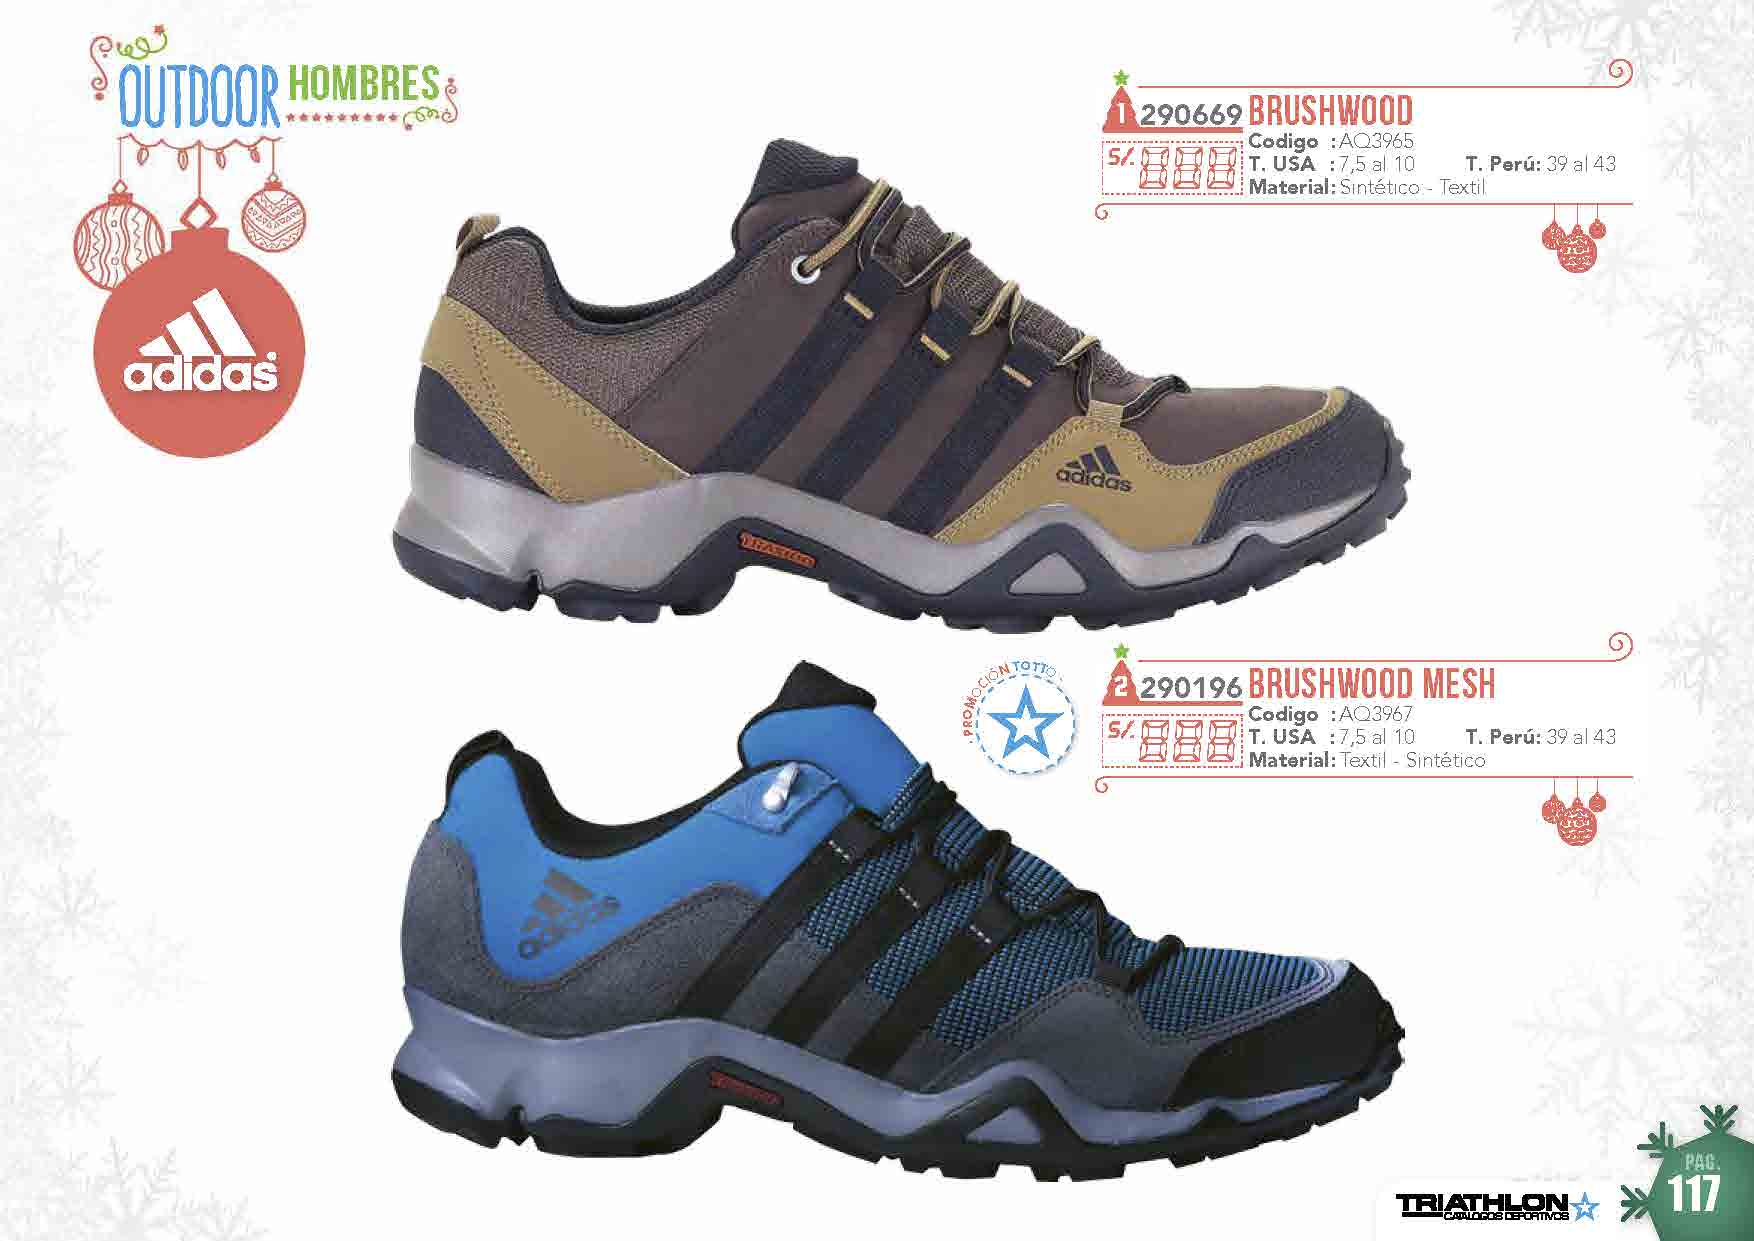 OUTDOOR HOMBRES
adidas
1 290669 BRUSHWOOD
Codigo : AQ3965
S/. 
T. USA : 7,5 al 10 T. Perú: 39 al 43
Material: Sintético - Textil
adidas
TRAXION
• PROMOCIÓN TOTTO •
2 290196 BRUSHWOOD MESH
Codigo : AQ3967
S/. 
T. USA : 7,5 al 10 T. Perú: 39 al 43
Material: Textil - Sintético
adidas
PAG.
117
TRIATHLON
CATALOGOS DEPORTIVOS